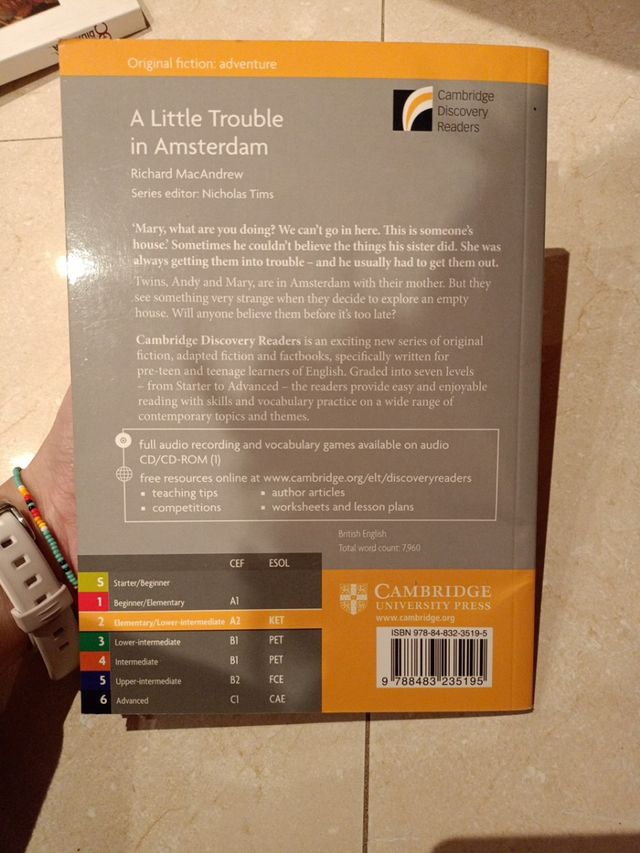 Original fiction: adventure
Cambridge
Discovery
Readers
A Little Trouble
in Amsterdam
Richard MacAndrew
Series editor: Nicholas Tims
'Mary, what are you doing? We can't go in here. This is someone's
house.' Sometimes he couldn't believe the things his sister did. She was
always getting them into trouble – and he usually had to get them out.
Twins, Andy and Mary, are in Amsterdam with their mother. But they
see something very strange when they decide to explore an empty
house. Will anyone believe them before it's too late?
Cambridge Discovery Readers is an exciting new series of original
fiction, adapted fiction and factbooks, specifically written for
pre-teen and teenage learners of English. Graded into seven levels
– from Starter to Advanced – the readers provide easy and enjoyable
reading with skills and vocabulary practice on a wide range of
contemporary topics and themes.
full audio recording and vocabulary games available on audio
CD/CD-ROM (1)
free resources online at www.cambridge.org/elt/discoveryreaders
▪ teaching tips ▪ author articles
▪ competitions ▪ worksheets and lesson plans
British English
Total word count: 7,960
CEF ESOL
S Starter/Beginner
1 Beginner/Elementary A1
2 Elementary/Lower-intermediate A2 KET
3 Lower-intermediate B1 PET
4 Intermediate B1 PET
5 Upper-intermediate B2 FCE
6 Advanced C1 CAE
CAMBRIDGE
UNIVERSITY PRESS
www.cambridge.org
ISBN 978-84-832-3519-5
9 788483 235195